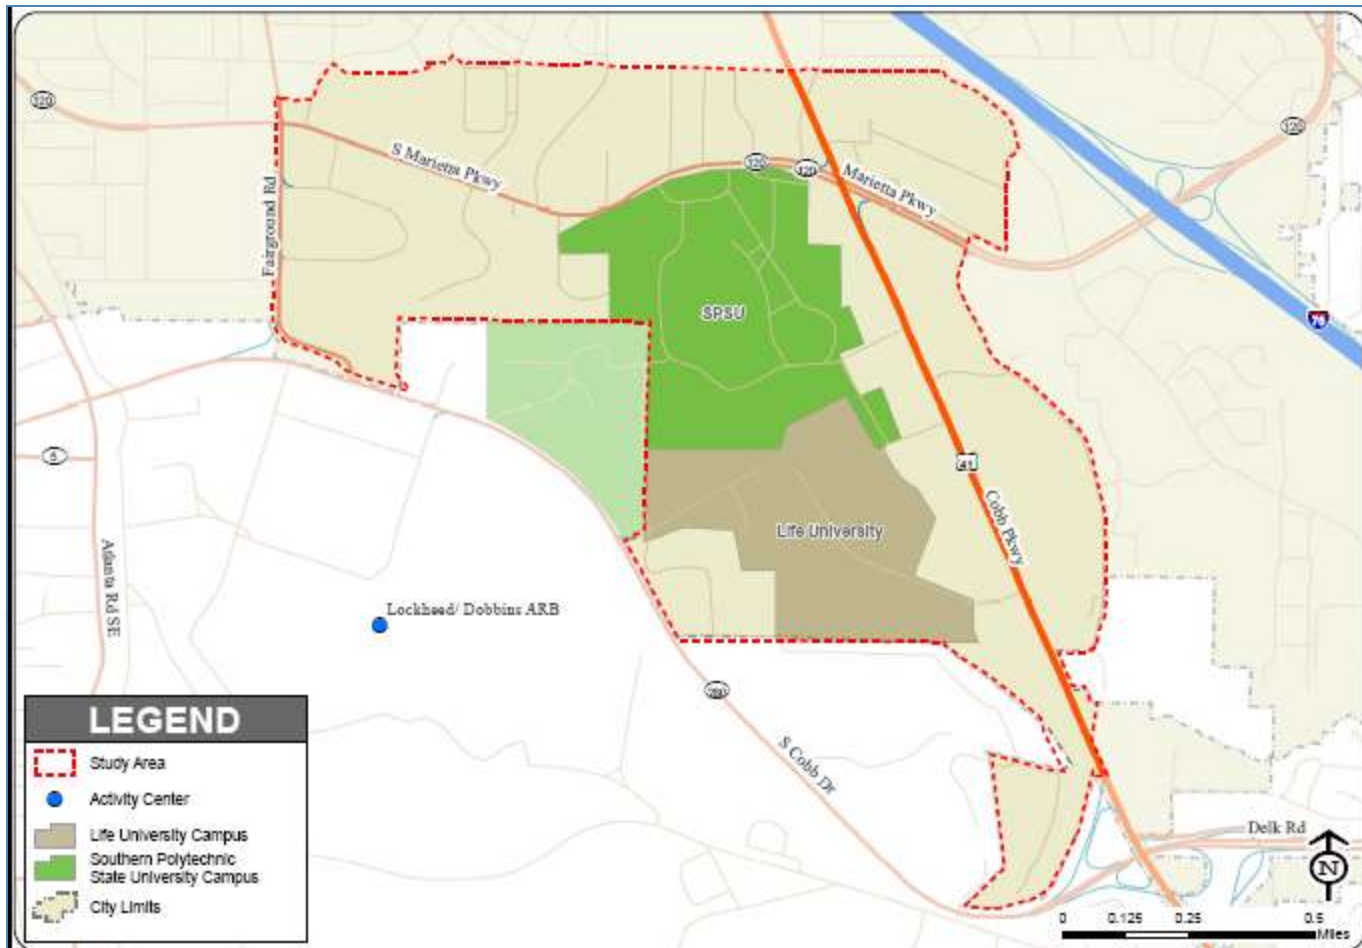 120
S Marietta Pkwy
120
120
Marietta Pkwy
120
Fairground Rd
SPSU
5
41
Cobb Pkwy
Life University
Atlanta Rd SE
Lockheed/ Dobbins ARB
S Cobb Dr
Delk Rd
N
LEGEND
Study Area
Activity Center
Life University Campus
Southern Polytechnic
State University Campus
City Limits
0 0.125 0.25 0.5
Miles